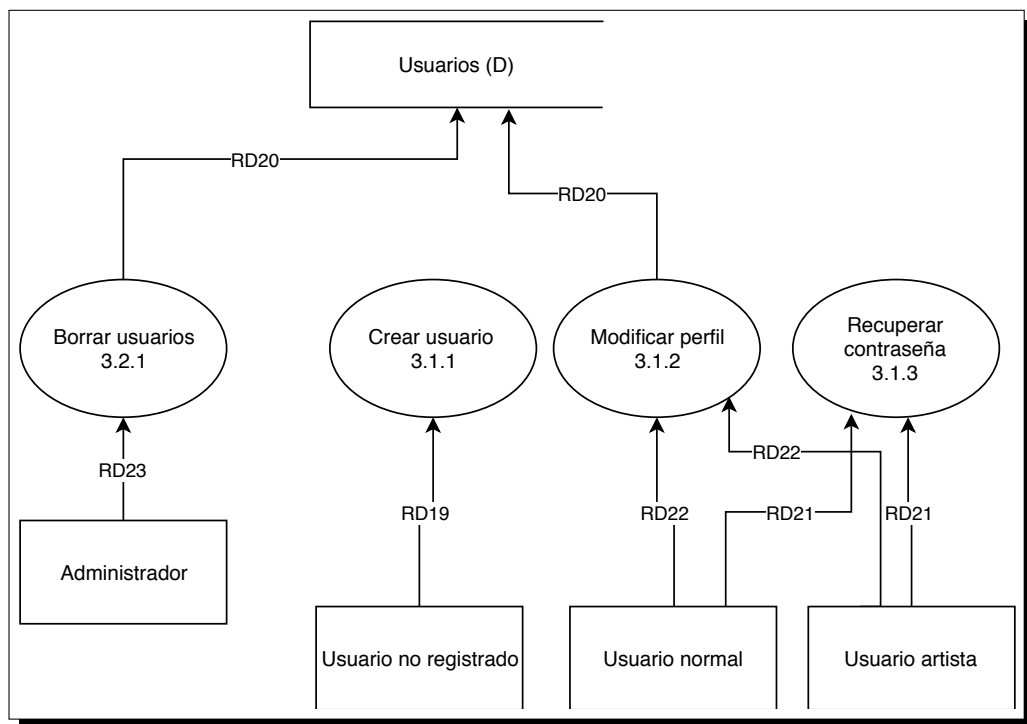 Usuarios (D)
RD20
RD20
Borrar usuarios
3.2.1
Crear usuario
3.1.1
Modificar perfil
3.1.2
Recuperar
contraseña
3.1.3
RD22
RD23
RD19
RD22
RD21
RD21
Administrador
Usuario no registrado
Usuario normal
Usuario artista